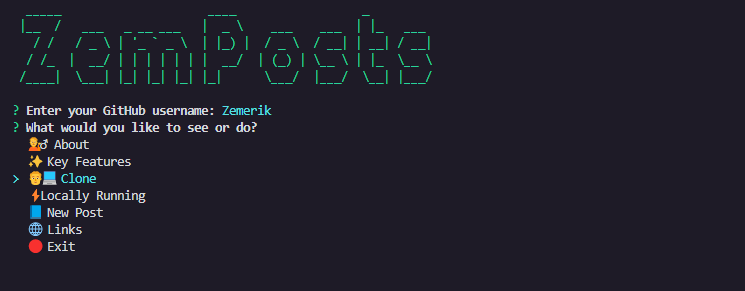 ZemPosts
? Enter your GitHub username: Zemerik
? What would you like to see or do?
💁‍♂️ About
✨ Key Features
> 👨‍💻 Clone
⚡Locally Running
📘 New Post
🌐 Links
🔴 Exit